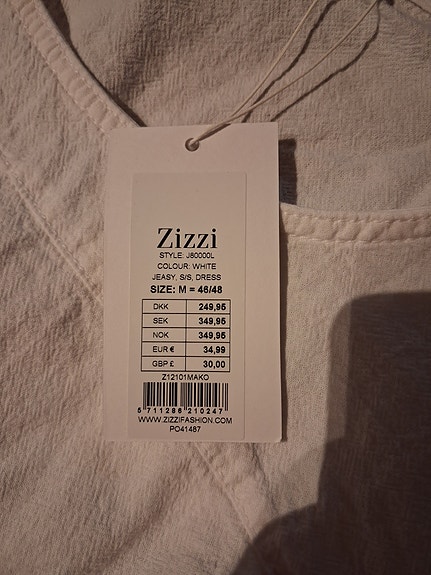 Zizzi
STYLE: J80000L
COLOUR: WHITE
JEASY, S/S, DRESS
SIZE: M = 46/48
DKK 249,95
SEK 349,95
NOK 349,95
EUR € 34,99
GBP £ 30,00
Z12101MAKO
5 711286 210247
WWW.ZIZZIFASHION.COM
PO41487